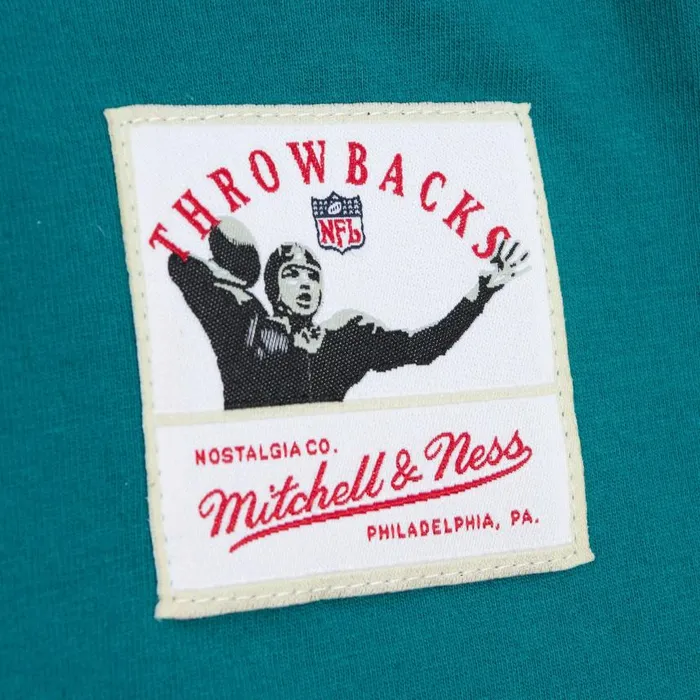 THROWBACKS
NFL
NOSTALGIA CO.
Mitchell & Ness
PHILADELPHIA, PA.